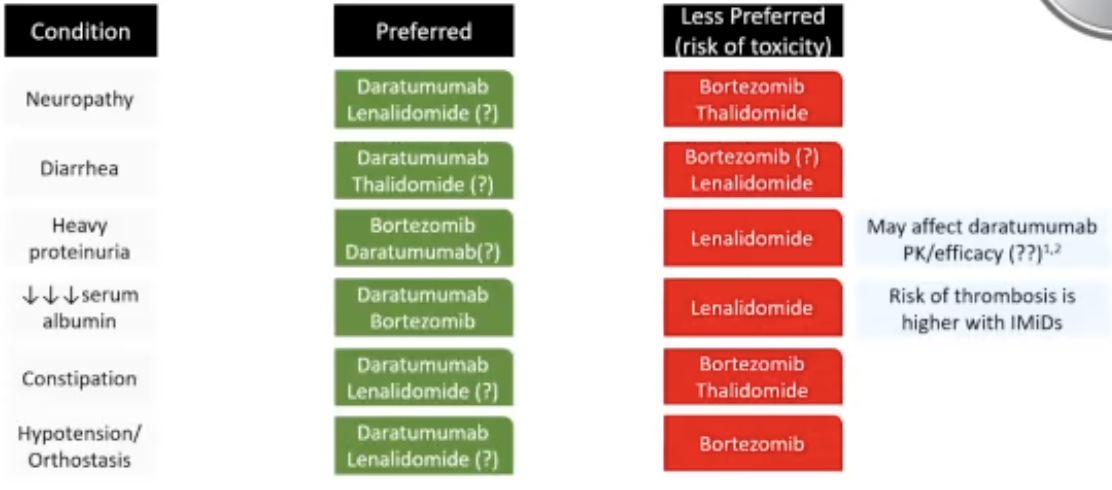 Condition
Preferred
Less Preferred
(risk of toxicity)
Neuropathy
Daratumumab
Lenalidomide (?)
Bortezomib
Thalidomide
Diarrhea
Daratumumab
Thalidomide (?)
Bortezomib (?)
Lenalidomide
Heavy
proteinuria
Bortezomib
Daratumumab(?)
Lenalidomide
May affect daratumumab
PK/efficacy (??)¹,²
↓↓↓serum
albumin
Daratumumab
Bortezomib
Lenalidomide
Risk of thrombosis is
higher with IMiDs
Constipation
Daratumumab
Lenalidomide (?)
Bortezomib
Thalidomide
Hypotension/
Orthostasis
Daratumumab
Lenalidomide (?)
Bortezomib